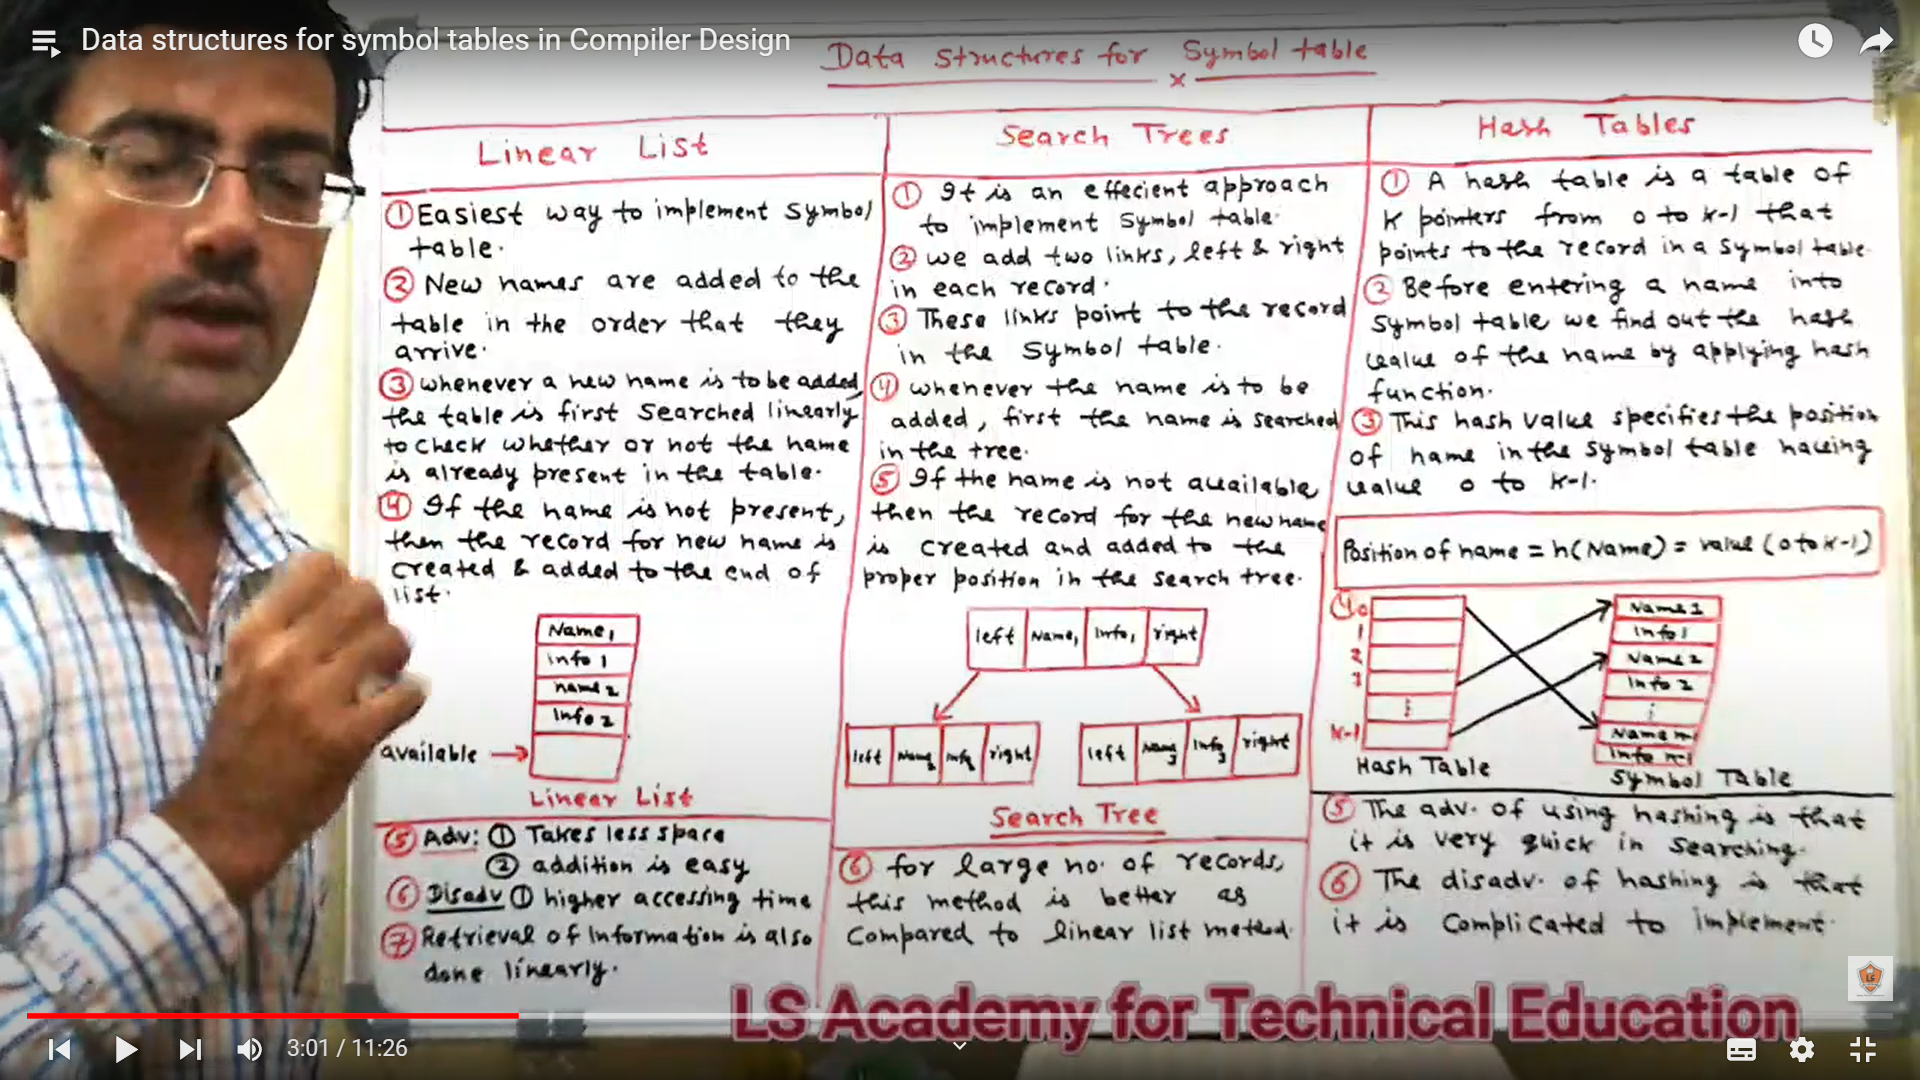 Data structures for symbol tables in Compiler Design
Data Structures for Symbol table
x
Linear List
① Easiest way to implement Symbol
table.
② New names are added to the
table in the order that they
arrive.
③ whenever a new name is to be added,
the table is first searched linearly
to check whether or not the name
is already present in the table.
④ If the name is not present,
then the record for new name is
created & added to the end of
list.
Name1
info 1
name2
Info 2
available →
Linear List
⑤ Adv: ① Takes less space
② addition is easy
⑥ Disadv ① higher accessing time
⑦ Retrieval of Information is also
done linearly.
Search Trees
① It is an effecient approach
to implement Symbol table.
② we add two links, left & right
in each record.
③ These links point to the record
in the Symbol table.
④ whenever the name is to be
added, first the name is searched
in the tree.
⑤ If the name is not available
then the record for the new name
is created and added to the
proper position in the search tree.
left Name1 Info1 right
left Name2 Info2 right
left Name3 Info3 right
Search Tree
⑥ for large no. of records,
this method is better as
compared to linear list method.
Hash Tables
① A hash table is a table of
K pointers from 0 to K-1 that
points to the record in a symbol table.
② Before entering a name into
symbol table we find out the hash
value of the name by applying hash
function.
③ This hash value specifies the position
of name in the symbol table having
value 0 to K-1.
Position of name = h(Name) = value (0 to K-1)
④
0
1
2
3
⋮
K-1
Hash Table
Name 1
Info 1
Name 2
Info 2
⋮
Name m
Info m
Symbol Table
⑤ The adv. of using hashing is that
it is very quick in searching.
⑥ The disadv. of hashing is that
it is Complicated to implement.
LS Academy for Technical Education
3:01 / 11:26